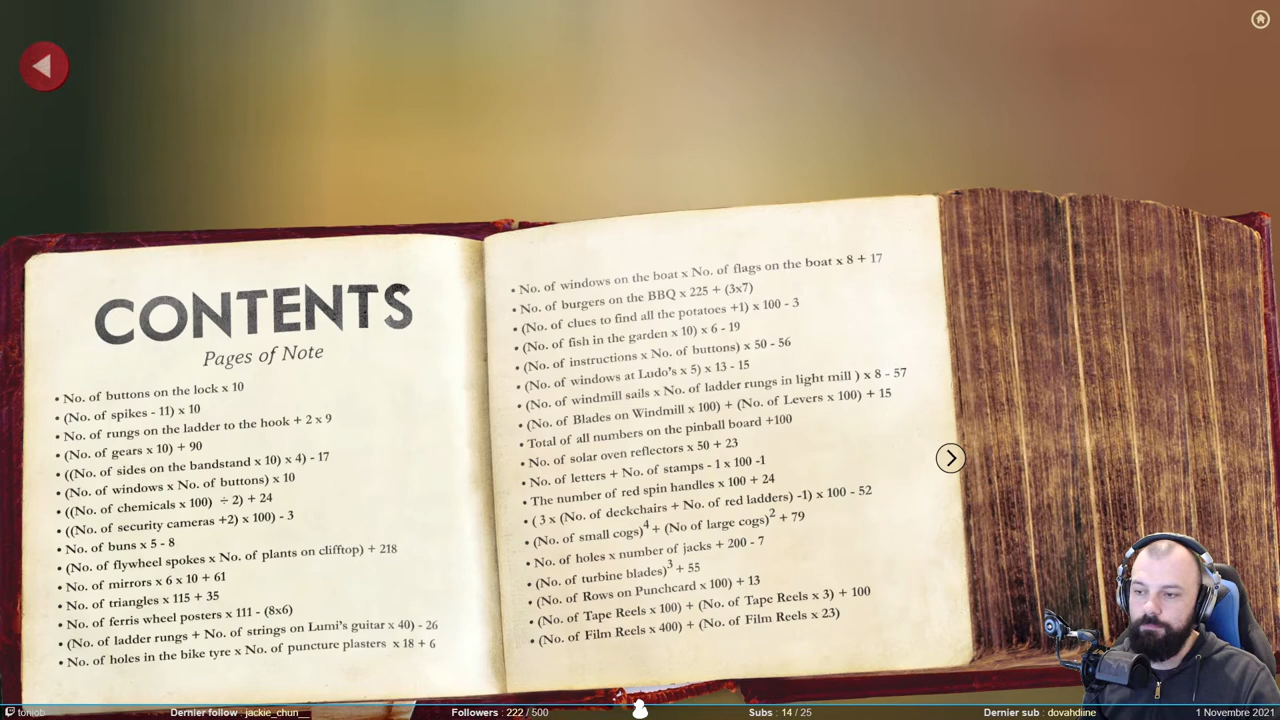 CONTENTS
Pages of Note
• No. of buttons on the lock x 10
• (No. of spikes - 11) x 10
• No. of rungs on the ladder to the hook + 2 x 9
• (No. of gears x 10) + 90
• ((No. of sides on the bandstand x 10) x 4) - 17
• (No. of windows x No. of buttons) x 10
• ((No. of chemicals x 100) ÷ 2) + 24
• ((No. of security cameras +2) x 100) - 3
• No. of buns x 5 - 8
• (No. of flywheel spokes x No. of plants on clifftop) + 218
• No. of mirrors x 6 x 10 + 61
• No. of triangles x 115 + 35
• No. of ferris wheel posters x 111 - (8x6)
• (No. of ladder rungs + No. of strings on Lumi's guitar x 40) - 26
• No. of holes in the bike tyre x No. of puncture plasters x 18 + 6
• No. of windows on the boat x No. of flags on the boat x 8 + 17
• No. of burgers on the BBQ x 225 + (3x7)
• (No. of clues to find all the potatoes +1) x 100 - 3
• (No. of fish in the garden x 10) x 6 - 19
• (No. of instructions x No. of buttons) x 50 - 56
• (No. of windows at Ludo's x 5) x 13 - 15
• (No. of windmill sails x No. of ladder rungs in light mill ) x 8 - 57
• (No. of Blades on Windmill x 100) + (No. of Levers x 100) + 15
• Total of all numbers on the pinball board +100
• No. of solar oven reflectors x 50 + 23
• No. of letters + No. of stamps - 1 x 100 -1
• The number of red spin handles x 100 + 24
• ( 3 x (No. of deckchairs + No. of red ladders) -1) x 100 - 52
• (No. of small cogs)⁴ + (No of large cogs)² + 79
• No. of holes x number of jacks + 200 - 7
• (No. of turbine blades)³ + 55
• (No. of Rows on Punchcard x 100) + 13
• (No. of Tape Reels x 100) + (No. of Tape Reels x 3) + 100
• (No. of Film Reels x 400) + (No. of Film Reels x 23)
tonjob Dernier follow : jackie_chun__ Followers : 222 / 500 Subs : 14 / 25 Dernier sub : dovahdiine 1 Novembre 2021